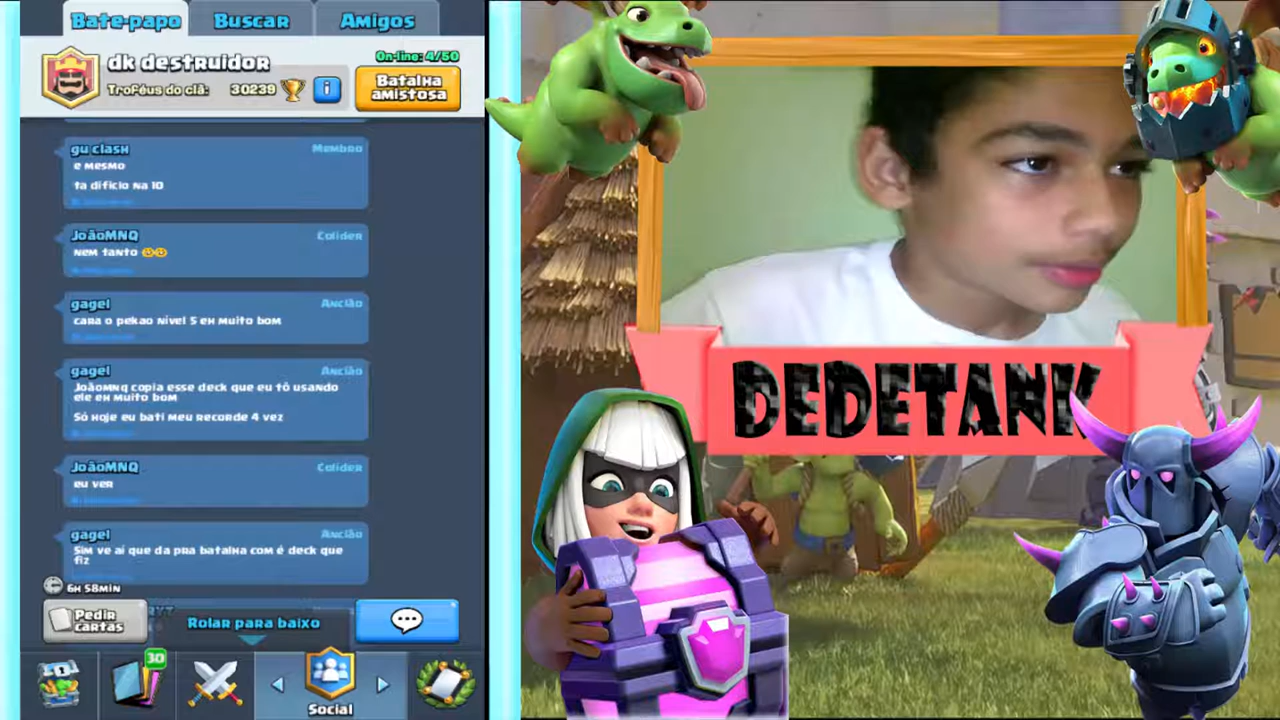 Bate-papo
Buscar
Amigos
dk destruidor
On-line: 4/50
Troféus do clã: 30239
i
Batalha
amistosa
gu clash
Membro
e mesmo
ta dificio na 10
JoãoMNQ
Colíder
nem tanto
gagel
Ancião
cara o pekao nivel 5 eh muito bom
gagel
Ancião
JoãoMnq copia esse deck que eu tô usando
ele eh muito bom
Só hoje eu bati meu recorde 4 vez
JoãoMNQ
Colíder
eu ver
gagel
Ancião
Sim ve aí que da pra batalha com é deck que
fiz
6h 58min
Pedir
cartas
Rolar para baixo
30
1
Social
DEDETANK